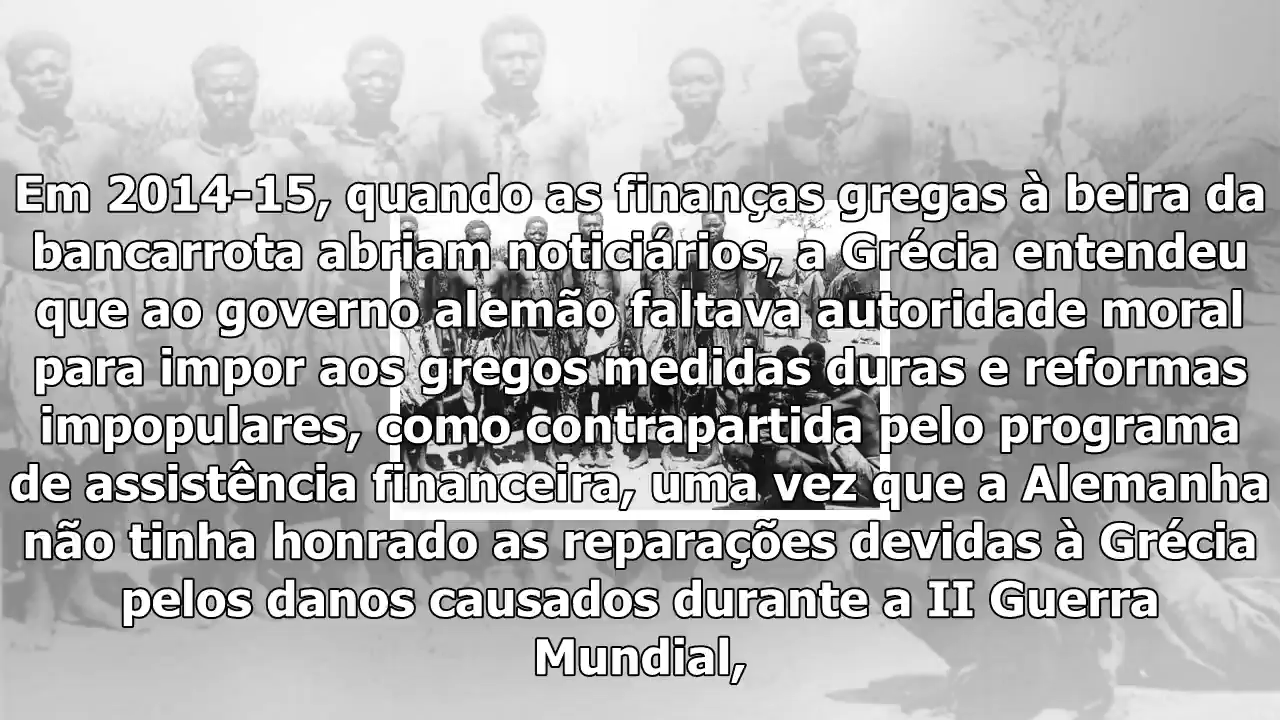 Em 2014-15, quando as finanças gregas à beira da
bancarrota abriam noticiários, a Grécia entendeu
que ao governo alemão faltava autoridade moral
para impor aos gregos medidas duras e reformas
impopulares, como contrapartida pelo programa
de assistência financeira, uma vez que a Alemanha
não tinha honrado as reparações devidas à Grécia
pelos danos causados durante a II Guerra
Mundial,